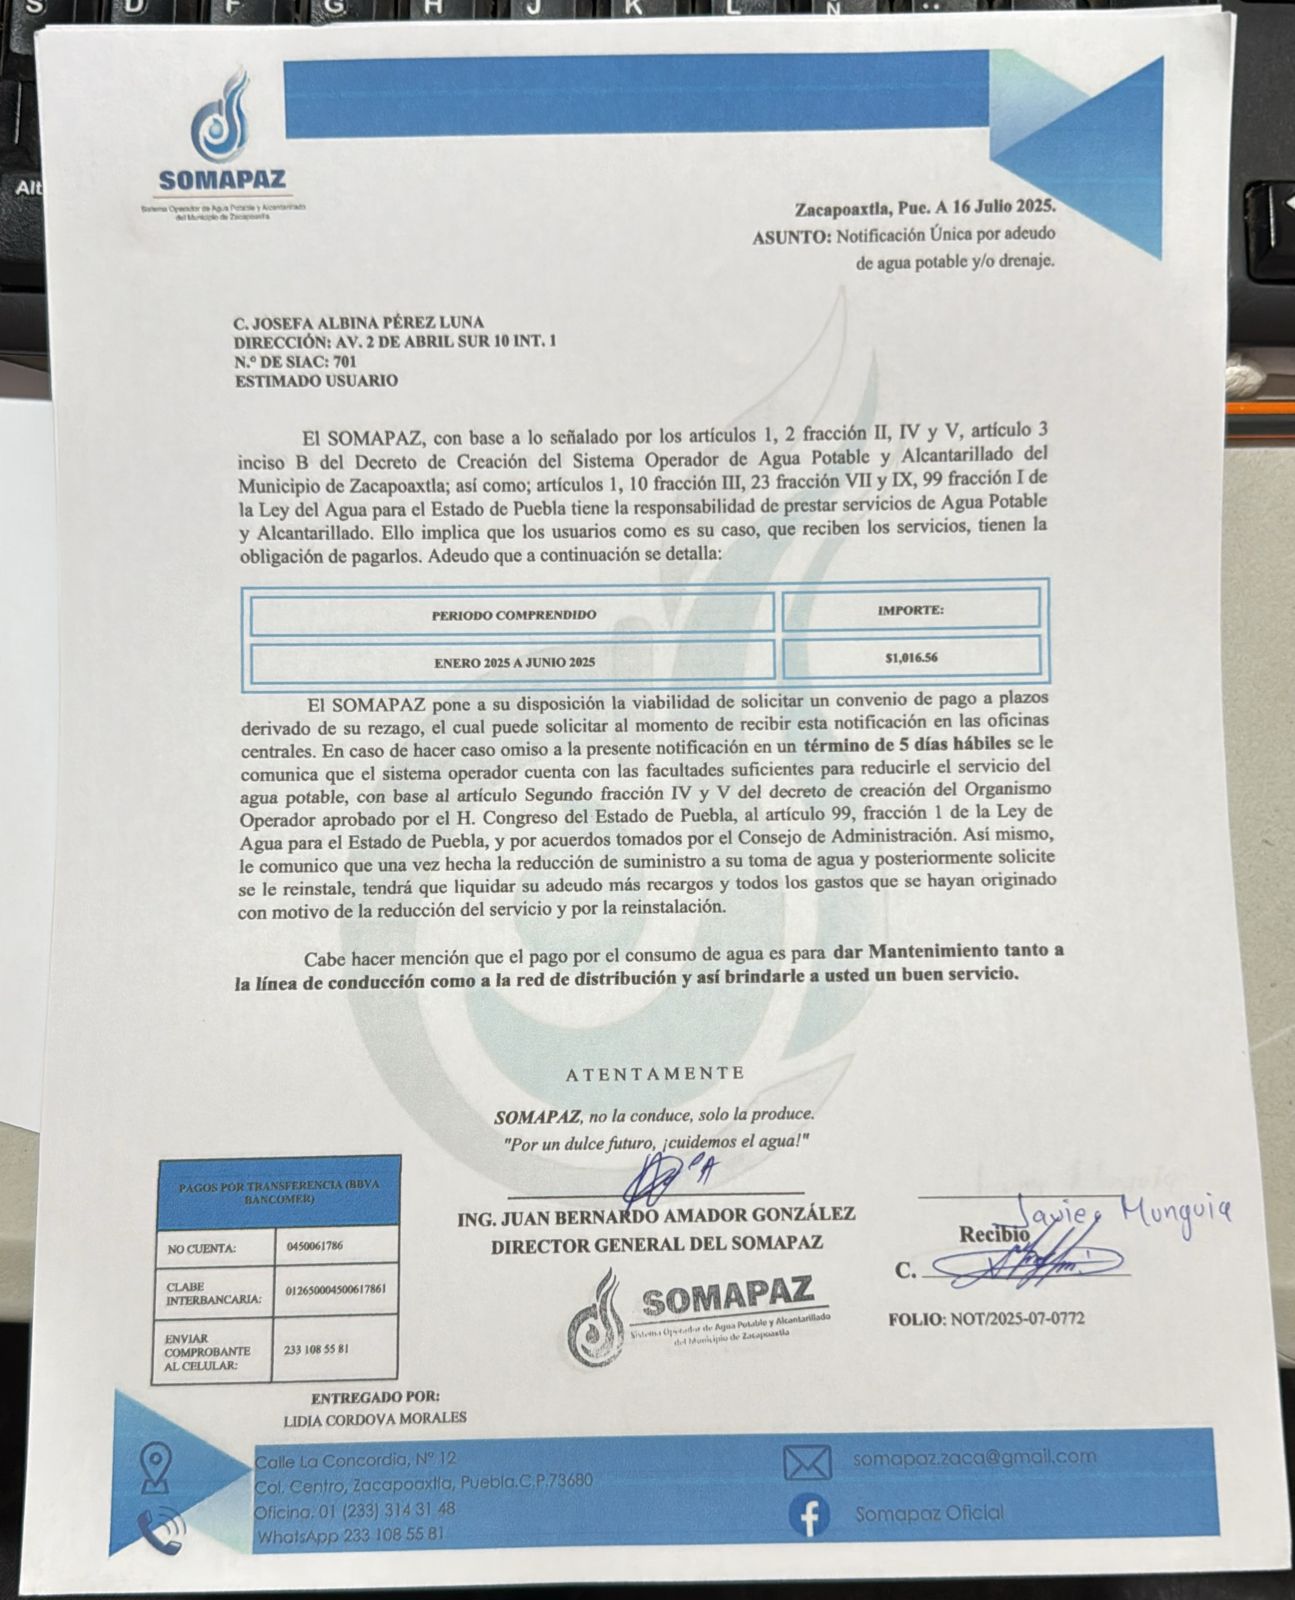 S D F G H J K L Ñ
Alt
SOMAPAZ
Sistema Operador de Agua Potable y Alcantarillado
del Municipio de Zacapoaxtla
Zacapoaxtla, Pue. A 16 Julio 2025.
ASUNTO: Notificación Única por adeudo
de agua potable y/o drenaje.
C. JOSEFA ALBINA PÉREZ LUNA
DIRECCIÓN: AV. 2 DE ABRIL SUR 10 INT. 1
N.º DE SIAC: 701
ESTIMADO USUARIO
El SOMAPAZ, con base a lo señalado por los artículos 1, 2 fracción II, IV y V, artículo 3
inciso B del Decreto de Creación del Sistema Operador de Agua Potable y Alcantarillado del
Municipio de Zacapoaxtla; así como; artículos 1, 10 fracción III, 23 fracción VII y IX, 99 fracción I de
la Ley del Agua para el Estado de Puebla tiene la responsabilidad de prestar servicios de Agua Potable
y Alcantarillado. Ello implica que los usuarios como es su caso, que reciben los servicios, tienen la
obligación de pagarlos. Adeudo que a continuación se detalla:
PERIODO COMPRENDIDO IMPORTE:
ENERO 2025 A JUNIO 2025 $1,016.56
El SOMAPAZ pone a su disposición la viabilidad de solicitar un convenio de pago a plazos
derivado de su rezago, el cual puede solicitar al momento de recibir esta notificación en las oficinas
centrales. En caso de hacer caso omiso a la presente notificación en un término de 5 días hábiles se le
comunica que el sistema operador cuenta con las facultades suficientes para reducirle el servicio del
agua potable, con base al artículo Segundo fracción IV y V del decreto de creación del Organismo
Operador aprobado por el H. Congreso del Estado de Puebla, al artículo 99, fracción 1 de la Ley de
Agua para el Estado de Puebla, y por acuerdos tomados por el Consejo de Administración. Así mismo,
le comunico que una vez hecha la reducción de suministro a su toma de agua y posteriormente solicite
se le reinstale, tendrá que liquidar su adeudo más recargos y todos los gastos que se hayan originado
con motivo de la reducción del servicio y por la reinstalación.
Cabe hacer mención que el pago por el consumo de agua es para dar Mantenimiento tanto a
la línea de conducción como a la red de distribución y así brindarle a usted un buen servicio.
ATENTAMENTE
SOMAPAZ, no la conduce, solo la produce.
"Por un dulce futuro, ¡cuidemos el agua!"
ING. JUAN BERNARDO AMADOR GONZÁLEZ
DIRECTOR GENERAL DEL SOMAPAZ
SOMAPAZ
Sistema Operador de Agua Potable y Alcantarillado
del Municipio de Zacapoaxtla
Javier Munguia
Recibió
C.
FOLIO: NOT/2025-07-0772
PAGOS POR TRANSFERENCIA (BBVA
BANCOMER)
NO CUENTA: 0450061786
CLABE
INTERBANCARIA: 012650004500617861
ENVIAR
COMPROBANTE
AL CELULAR: 233 108 55 81
ENTREGADO POR:
LIDIA CORDOVA MORALES
Calle La Concordia, Nº 12
Col. Centro, Zacapoaxtla, Puebla.C.P.73680
Oficina. 01 (233) 314 31 48
WhatsApp 233 108 55 81
somapaz.zaca@gmail.com
Somapaz Oficial